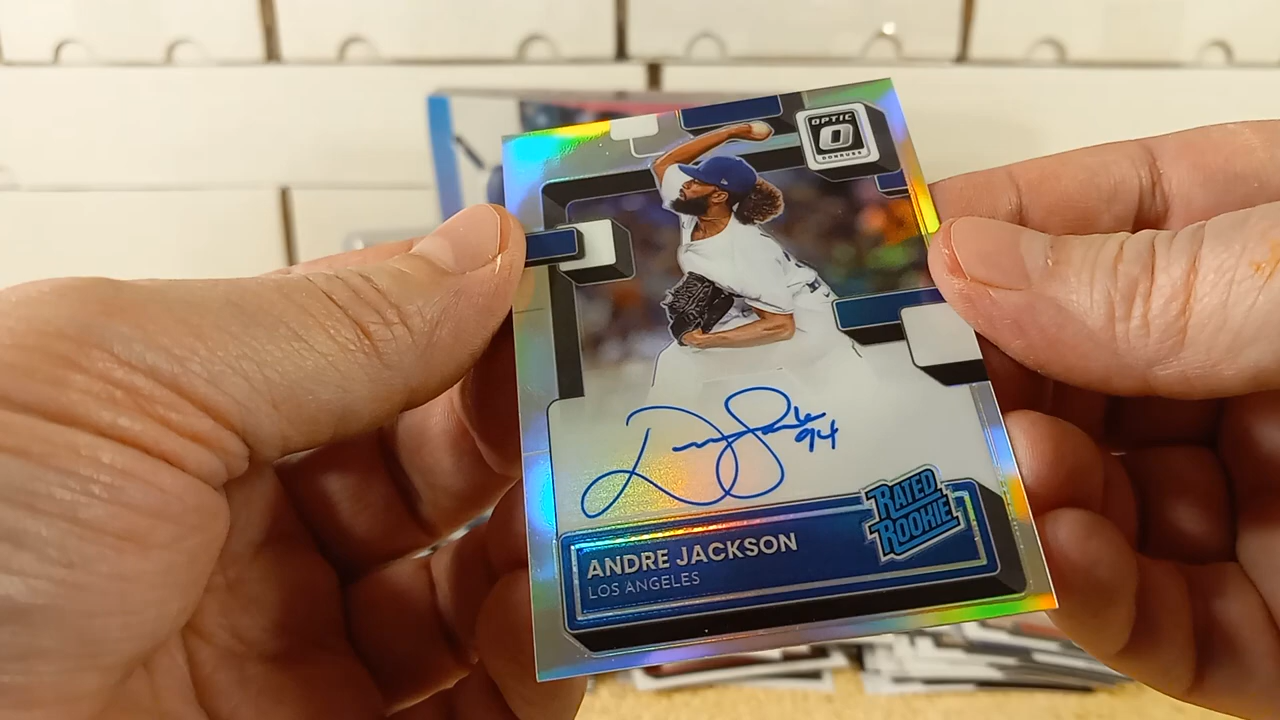 OPTIC
DONRUSS
94
RATED
ROOKIE
ANDRE JACKSON
LOS ANGELES